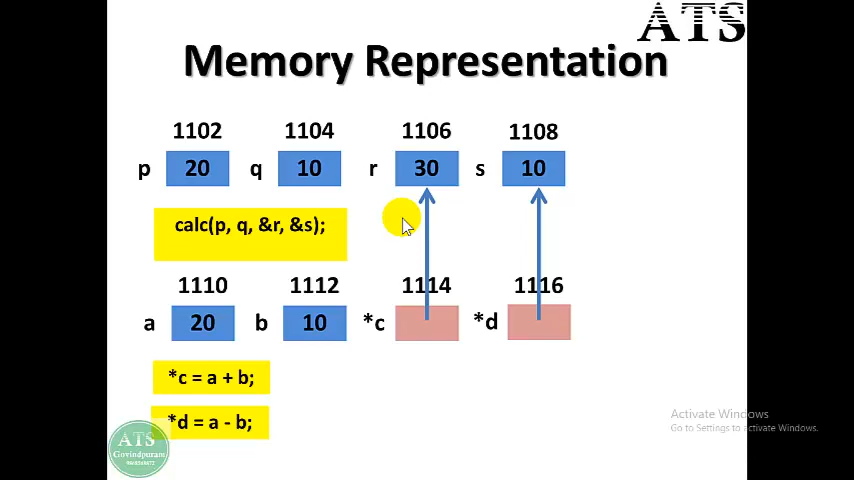 ATS
Memory Representation
1102 1104 1106 1108
p 20 q 10 r 30 s 10
calc(p, q, &r, &s);
1110 1112 1114 1116
a 20 b 10 *c *d
*c = a + b;
*d = a - b;
ATS
Govindpuram
Activate Windows
Go to Settings to activate Windows.